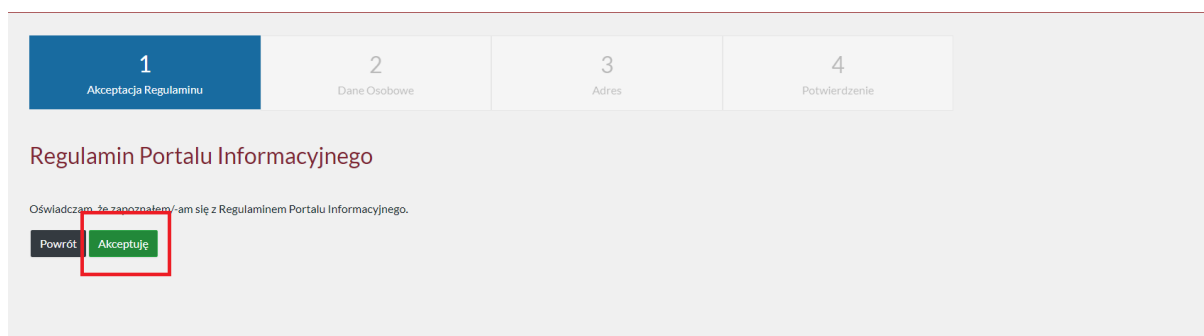 1
Akceptacja Regulaminu
2
Dane Osobowe
3
Adres
4
Potwierdzenie
Regulamin Portalu Informacyjnego
Oświadczam, że zapoznałem/-am się z Regulaminem Portalu Informacyjnego.
Powrót Akceptuję